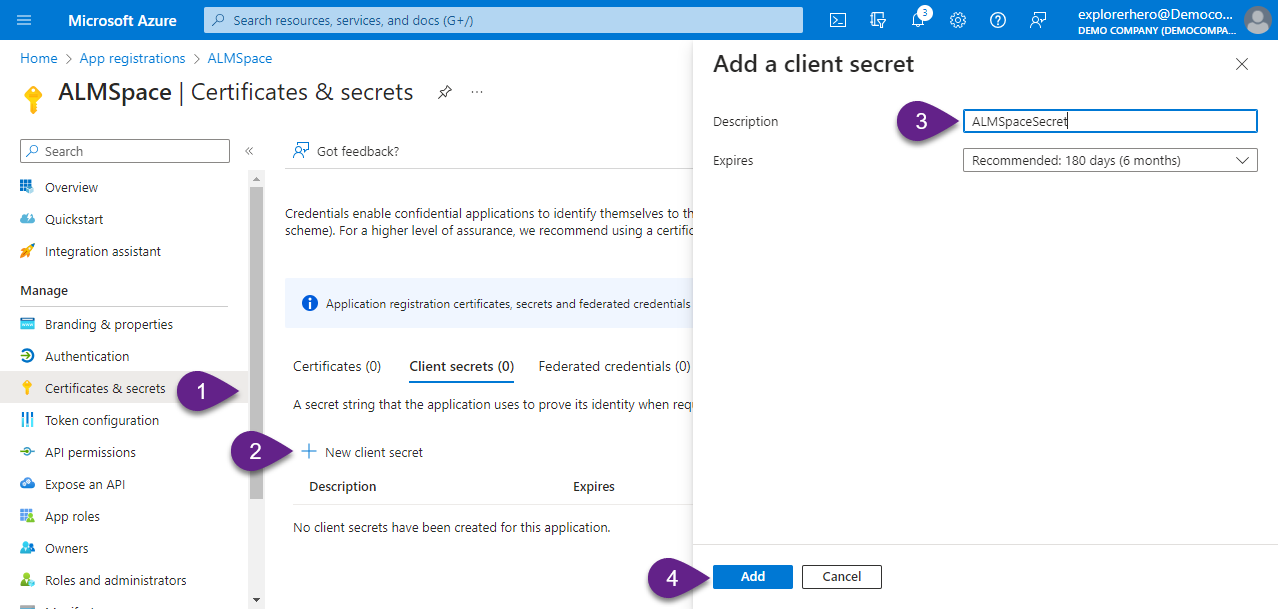 Microsoft Azure
Search resources, services, and docs (G+/)
3
explorerhero@Democo...
DEMO COMPANY (DEMOCOMPA...
Home > App registrations > ALMSpace
ALMSpace | Certificates & secrets
...
Search
«
Overview
Quickstart
Integration assistant
Manage
Branding & properties
Authentication
Certificates & secrets
1
Token configuration
API permissions
Expose an API
App roles
Owners
Roles and administrators
Got feedback?
Credentials enable confidential applications to identify themselves to th
scheme). For a higher level of assurance, we recommend using a certific
Application registration certificates, secrets and federated credentials
Certificates (0) Client secrets (0) Federated credentials (0)
A secret string that the application uses to prove its identity when requ
2
New client secret
Description Expires
No client secrets have been created for this application.
Add a client secret
Description
3
ALMSpaceSecret
Expires
Recommended: 180 days (6 months)
4
Add Cancel